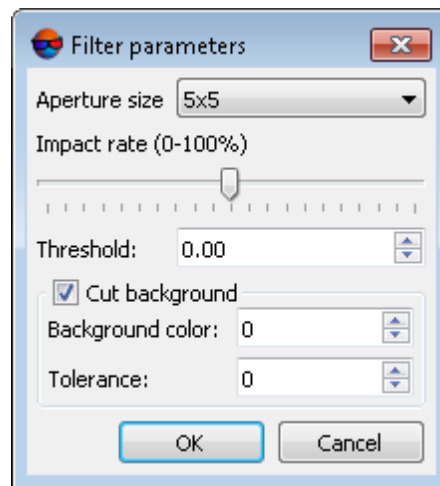 Filter parameters
Aperture size 5x5
Impact rate (0-100%)
Threshold: 0.00
Cut background
Background color: 0
Tolerance: 0
OK Cancel